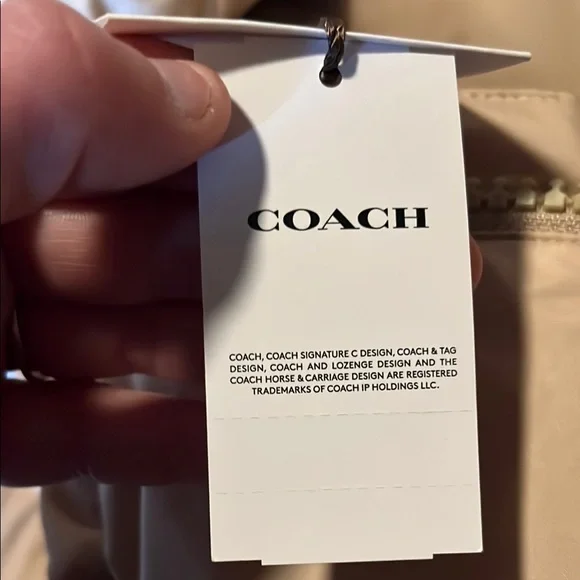 COACH
COACH, COACH SIGNATURE C DESIGN, COACH & TAG
DESIGN, COACH AND LOZENGE DESIGN AND THE
COACH HORSE & CARRIAGE DESIGN ARE REGISTERED
TRADEMARKS OF COACH IP HOLDINGS LLC.